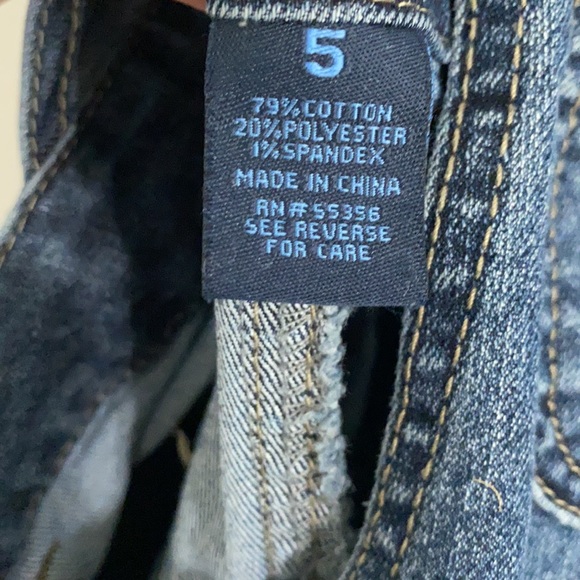 5
79% COTTON
20% POLYESTER
1% SPANDEX
MADE IN CHINA
RN# 55356
SEE REVERSE
FOR CARE